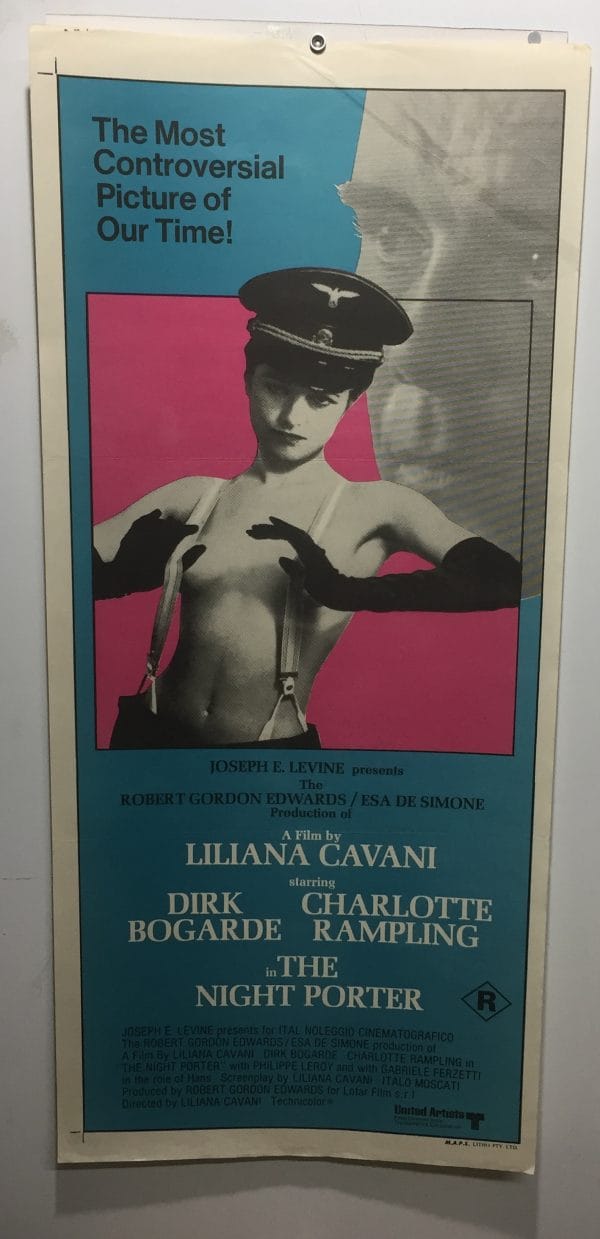 The Most
Controversial
Picture of
Our Time!
JOSEPH E. LEVINE presents
The
ROBERT GORDON EDWARDS / ESA DE SIMONE
Production of
A Film by
LILIANA CAVANI
starring
DIRK BOGARDE
CHARLOTTE RAMPLING
in THE
NIGHT PORTER
R
JOSEPH E. LEVINE presents for ITAL NOLEGGIO CINEMATOGRAFICO
The ROBERT GORDON EDWARDS / ESA DE SIMONE production of
A Film By LILIANA CAVANI DIRK BOGARDE CHARLOTTE RAMPLING in
"THE NIGHT PORTER" with PHILIPPE LEROY and with GABRIELE FERZETTI
in the role of Hans Screenplay by LILIANA CAVANI ITALO MOSCATI
Produced by ROBERT GORDON EDWARDS for Lotar Film s.r.l
Directed by LILIANA CAVANI Technicolor®
United Artists
M.A.P.S. LITHO PTY. LTD.